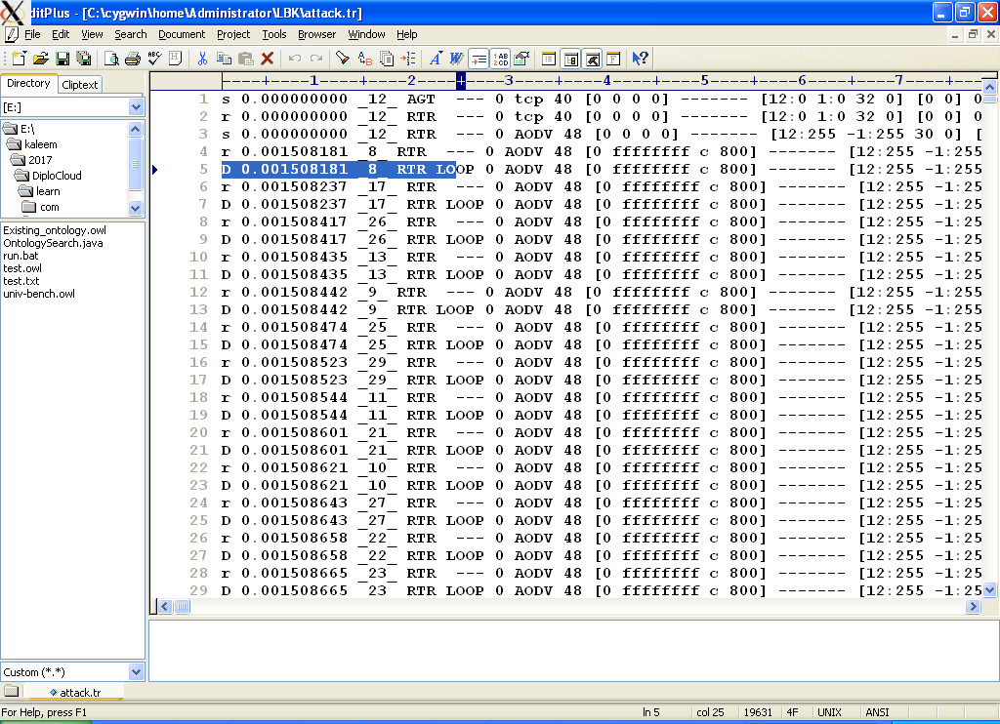 ditPlus - [C:\cygwin\home\Administrator\LBK\attack.tr]
File Edit View Search Document Project Tools Browser Window Help
Directory Cliptext
[E:]
E:\
kaleem
2017
DiploCloud
learn
com
Existing_ontology.owl
OntologySearch.java
run.bat
test.owl
test.txt
univ-bench.owl
Custom (*.*)
----+----1----+----2----+----3----+----4----+----5----+----6----+----7----+-
1 s 0.000000000 _12_ AGT --- 0 tcp 40 [0 0 0 0] ------- [12:0 1:0 32 0] [0 0] 0
2 r 0.000000000 _12_ RTR --- 0 tcp 40 [0 0 0 0] ------- [12:0 1:0 32 0] [0 0] 0
3 s 0.000000000 _12_ RTR --- 0 AODV 48 [0 0 0 0] ------- [12:255 -1:255 30 0] [
4 r 0.001508181 _8_ RTR --- 0 AODV 48 [0 ffffffff c 800] ------- [12:255 -1:255
5 D 0.001508181 _8_ RTR LOOP 0 AODV 48 [0 ffffffff c 800] ------- [12:255 -1:255
6 r 0.001508237 _17_ RTR --- 0 AODV 48 [0 ffffffff c 800] ------- [12:255 -1:25
7 D 0.001508237 _17_ RTR LOOP 0 AODV 48 [0 ffffffff c 800] ------- [12:255 -1:25
8 r 0.001508417 _26_ RTR --- 0 AODV 48 [0 ffffffff c 800] ------- [12:255 -1:25
9 D 0.001508417 _26_ RTR LOOP 0 AODV 48 [0 ffffffff c 800] ------- [12:255 -1:25
10 r 0.001508435 _13_ RTR --- 0 AODV 48 [0 ffffffff c 800] ------- [12:255 -1:25
11 D 0.001508435 _13_ RTR LOOP 0 AODV 48 [0 ffffffff c 800] ------- [12:255 -1:25
12 r 0.001508442 _9_ RTR --- 0 AODV 48 [0 ffffffff c 800] ------- [12:255 -1:255
13 D 0.001508442 _9_ RTR LOOP 0 AODV 48 [0 ffffffff c 800] ------- [12:255 -1:255
14 r 0.001508474 _25_ RTR --- 0 AODV 48 [0 ffffffff c 800] ------- [12:255 -1:25
15 D 0.001508474 _25_ RTR LOOP 0 AODV 48 [0 ffffffff c 800] ------- [12:255 -1:25
16 r 0.001508523 _29_ RTR --- 0 AODV 48 [0 ffffffff c 800] ------- [12:255 -1:25
17 D 0.001508523 _29_ RTR LOOP 0 AODV 48 [0 ffffffff c 800] ------- [12:255 -1:25
18 r 0.001508544 _11_ RTR --- 0 AODV 48 [0 ffffffff c 800] ------- [12:255 -1:25
19 D 0.001508544 _11_ RTR LOOP 0 AODV 48 [0 ffffffff c 800] ------- [12:255 -1:25
20 r 0.001508601 _21_ RTR --- 0 AODV 48 [0 ffffffff c 800] ------- [12:255 -1:25
21 D 0.001508601 _21_ RTR LOOP 0 AODV 48 [0 ffffffff c 800] ------- [12:255 -1:25
22 r 0.001508621 _10_ RTR --- 0 AODV 48 [0 ffffffff c 800] ------- [12:255 -1:25
23 D 0.001508621 _10_ RTR LOOP 0 AODV 48 [0 ffffffff c 800] ------- [12:255 -1:25
24 r 0.001508643 _27_ RTR --- 0 AODV 48 [0 ffffffff c 800] ------- [12:255 -1:25
25 D 0.001508643 _27_ RTR LOOP 0 AODV 48 [0 ffffffff c 800] ------- [12:255 -1:25
26 r 0.001508658 _22_ RTR --- 0 AODV 48 [0 ffffffff c 800] ------- [12:255 -1:25
27 D 0.001508658 _22_ RTR LOOP 0 AODV 48 [0 ffffffff c 800] ------- [12:255 -1:25
28 r 0.001508665 _23_ RTR --- 0 AODV 48 [0 ffffffff c 800] ------- [12:255 -1:25
29 D 0.001508665 _23_ RTR LOOP 0 AODV 48 [0 ffffffff c 800] ------- [12:255 -1:25
attack.tr
For Help, press F1 ln 5 col 25 19631 4F UNIX ANSI